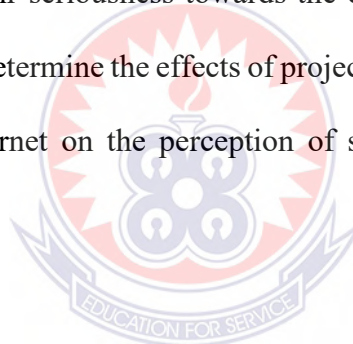 seriousness towards the
etermine the effects of projec
rnet on the perception of s
EDUCATION FOR SERVICE